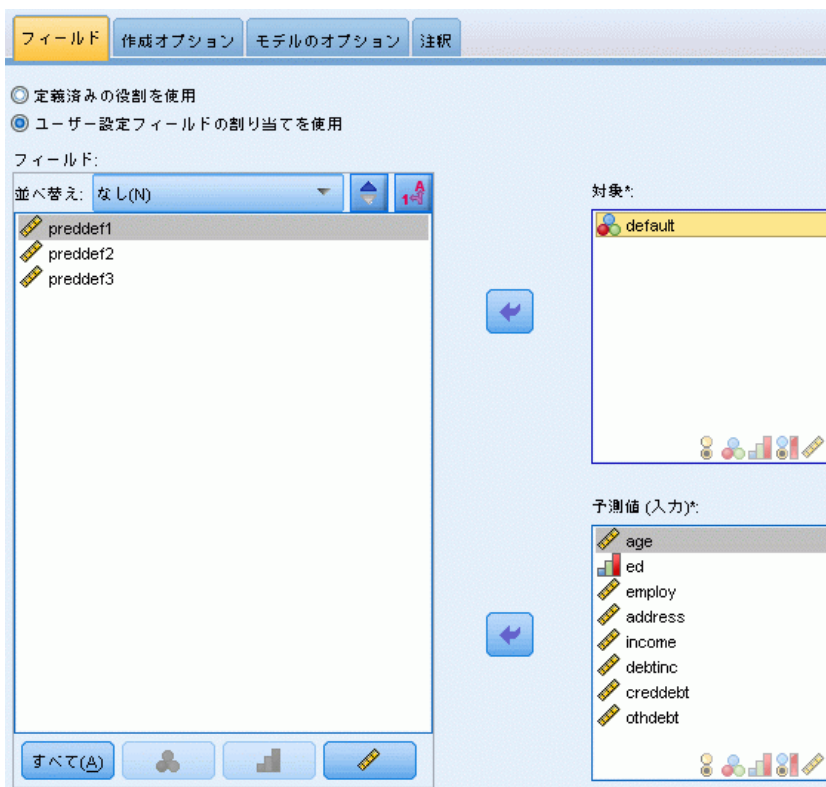 フィールド 作成オプション モデルのオプション 注釈
定義済みの役割を使用
ユーザー設定フィールドの割り当てを使用
フィールド:
並べ替え: なし(N)
preddef1
preddef2
preddef3
すべて(A)
対象*:
default
予測値 (入力)*:
age
ed
employ
address
income
debtinc
creddebt
othdebt